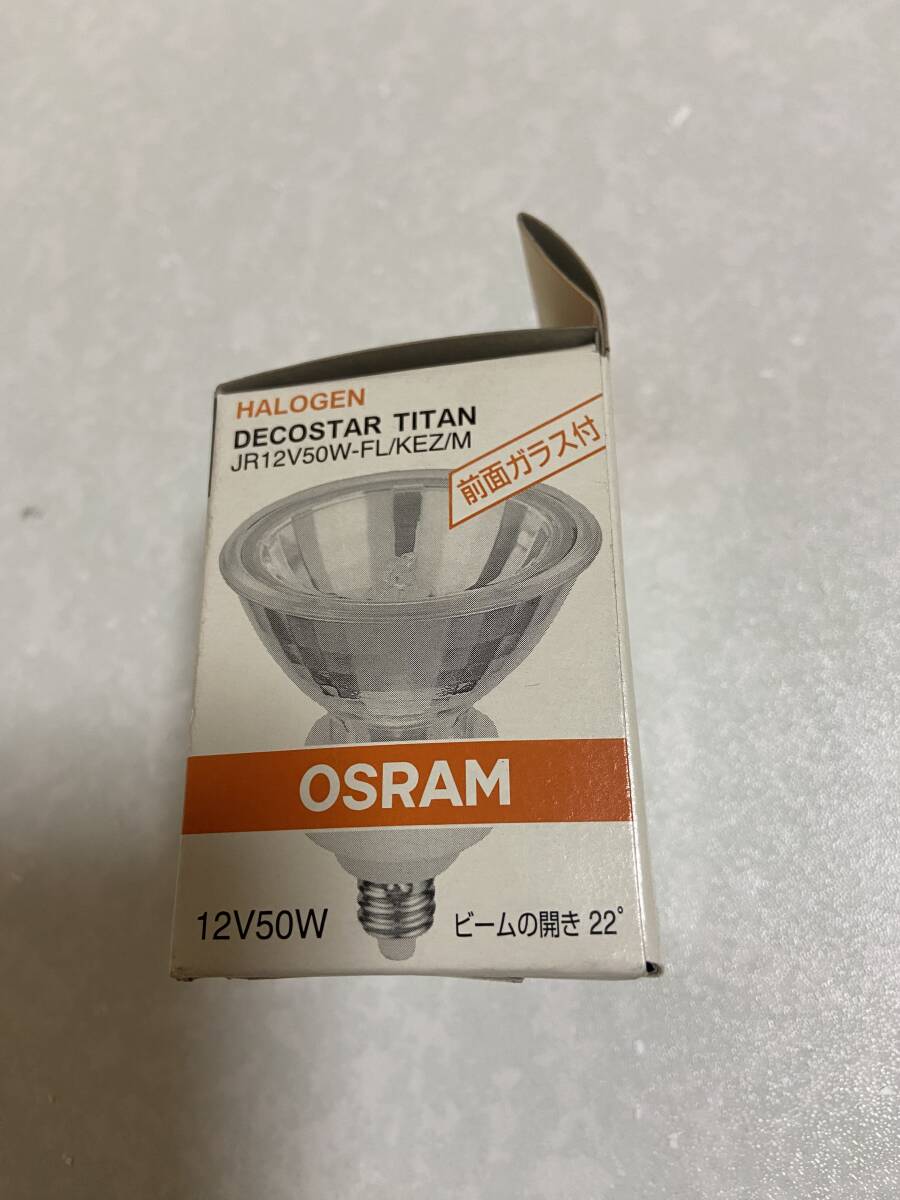 HALOGEN
DECOSTAR TITAN
JR12V50W-FL/KEZ/M
前面ガラス付
OSRAM
12V50W
ビームの開き 22°